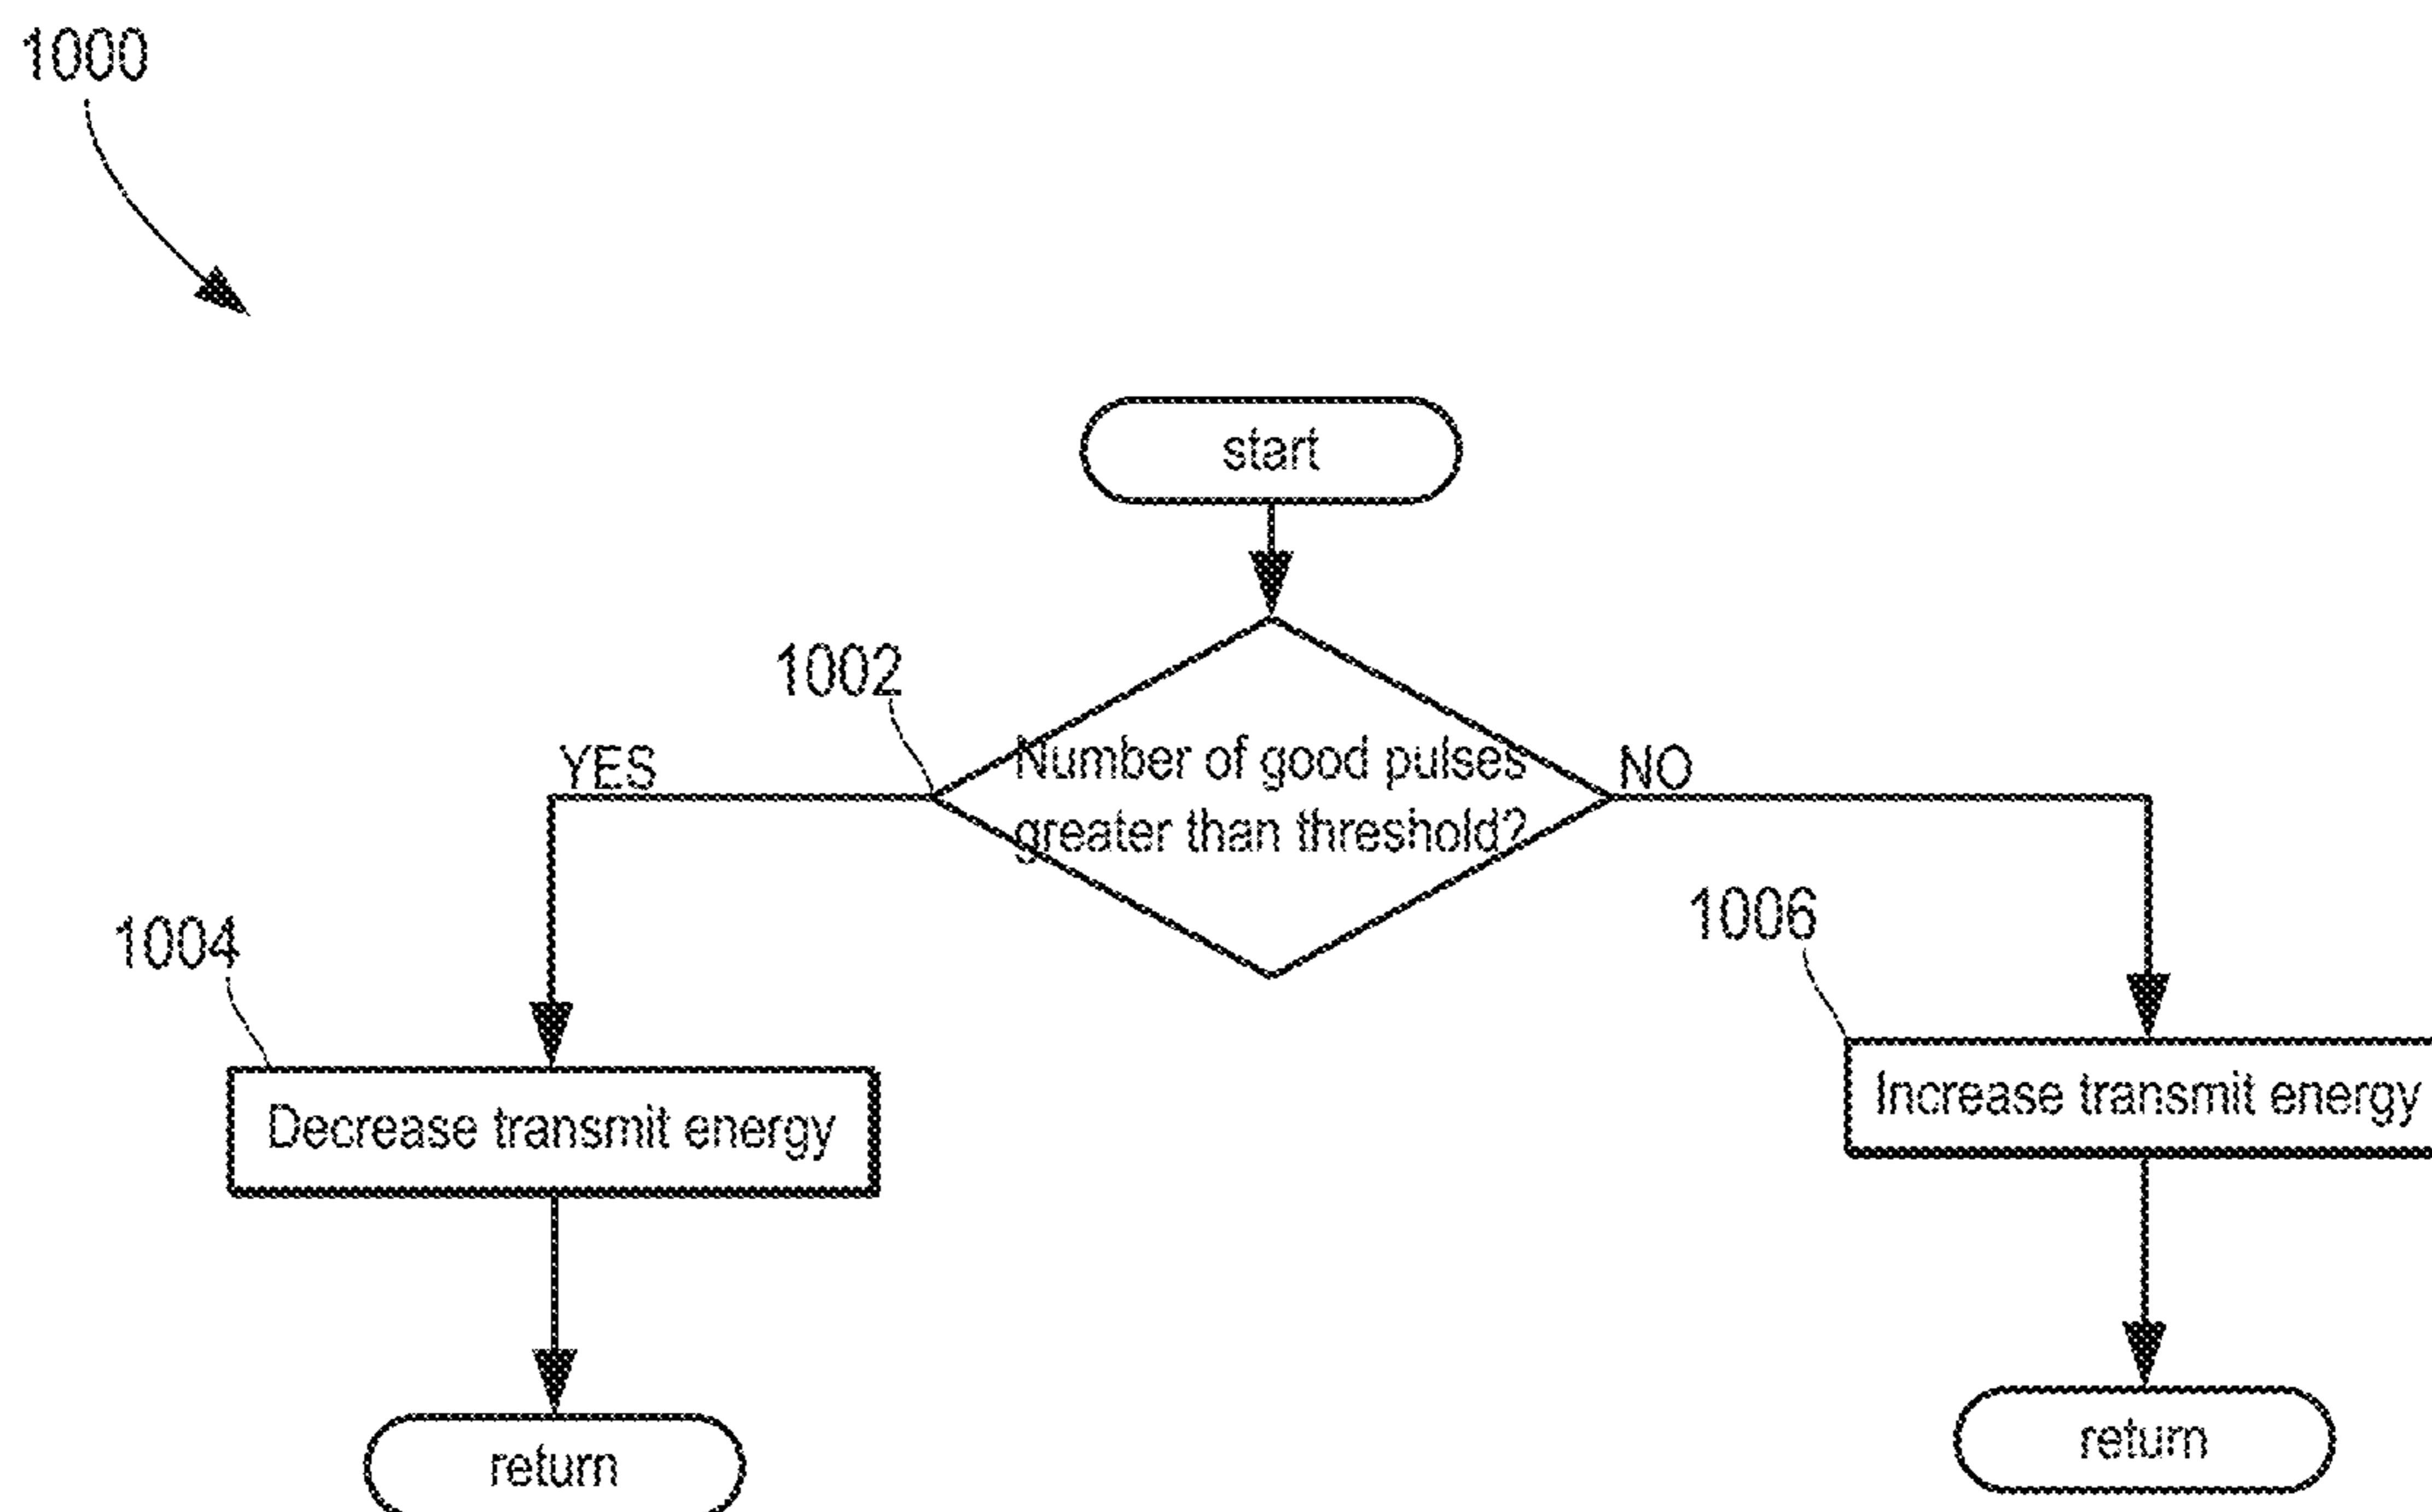 1000
start
1002
YES
Number of good pulses
NO
greater than threshold?
1004
1006
Decrease transmit energy
Increase transmit energy
return
return